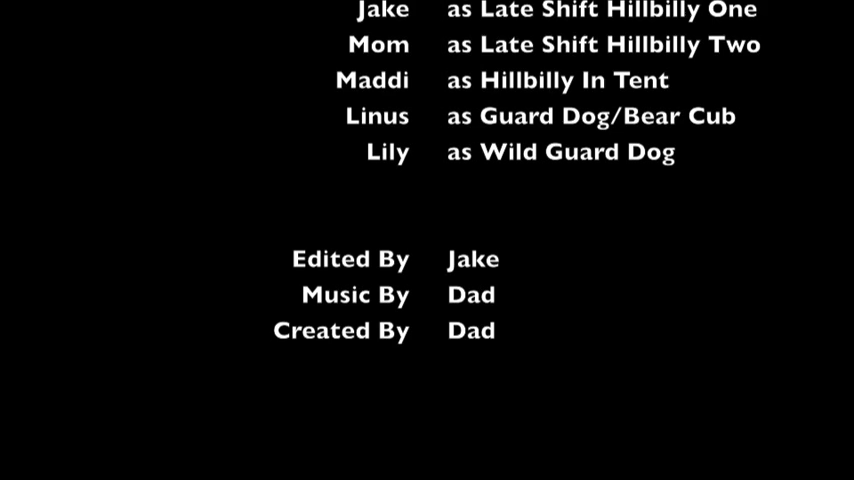 Jake as Late Shift Hillbilly One
Mom as Late Shift Hillbilly Two
Maddi as Hillbilly In Tent
Linus as Guard Dog/Bear Cub
Lily as Wild Guard Dog
Edited By Jake
Music By Dad
Created By Dad